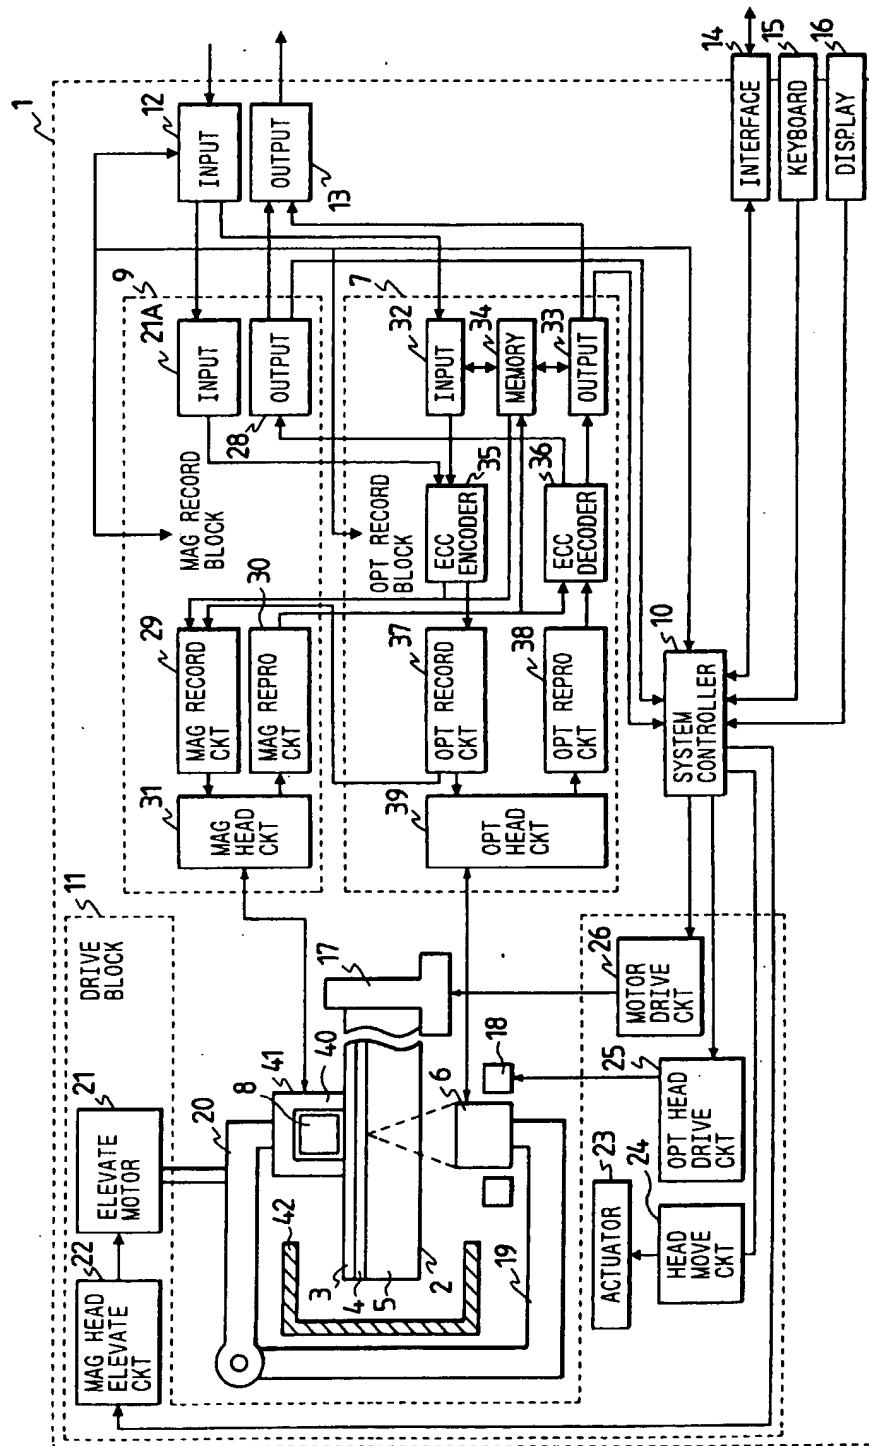 1
11
DRIVE
BLOCK
22
MAG HEAD
ELEVATE
CKT
21
ELEVATE
MOTOR
20
41
8
40
17
42
3
4
5
2
6
18
19
23
ACTUATOR
24
HEAD
MOVE
CKT
25
OPT HEAD
DRIVE
CKT
26
MOTOR
DRIVE
CKT
9
MAG RECORD
BLOCK
31
MAG
HEAD
CKT
29
MAG RECORD
CKT
30
MAG REPRO
CKT
21A
INPUT
28
OUTPUT
12
INPUT
13
OUTPUT
7
OPT RECORD
BLOCK
39
OPT
HEAD
CKT
37
OPT RECORD
CKT
38
OPT REPRO
CKT
35
ECC
ENCODER
36
ECC
DECODER
32
INPUT
34
MEMORY
33
OUTPUT
10
SYSTEM
CONTROLLER
14
INTERFACE
15
KEYBOARD
16
DISPLAY